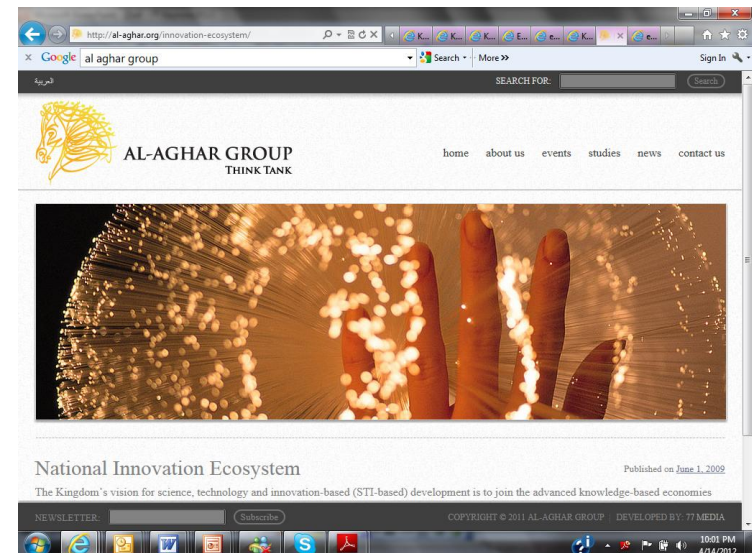 http://al-aghar.org/innovation-ecosystem/
K... K... K... E... e... K... e...
x Google al aghar group Search More >> Sign In
العربية SEARCH FOR: Search
AL-AGHAR GROUP
THINK TANK
home about us events studies news contact us
National Innovation Ecosystem
Published on June 1, 2009
The Kingdom's vision for science, technology and innovation-based (STI-based) development is to join the advanced knowledge-based economies
NEWSLETTER: Subscribe COPYRIGHT © 2011 AL-AGHAR GROUP | DEVELOPED BY: 77 MEDIA
10:01 PM
4/14/2012